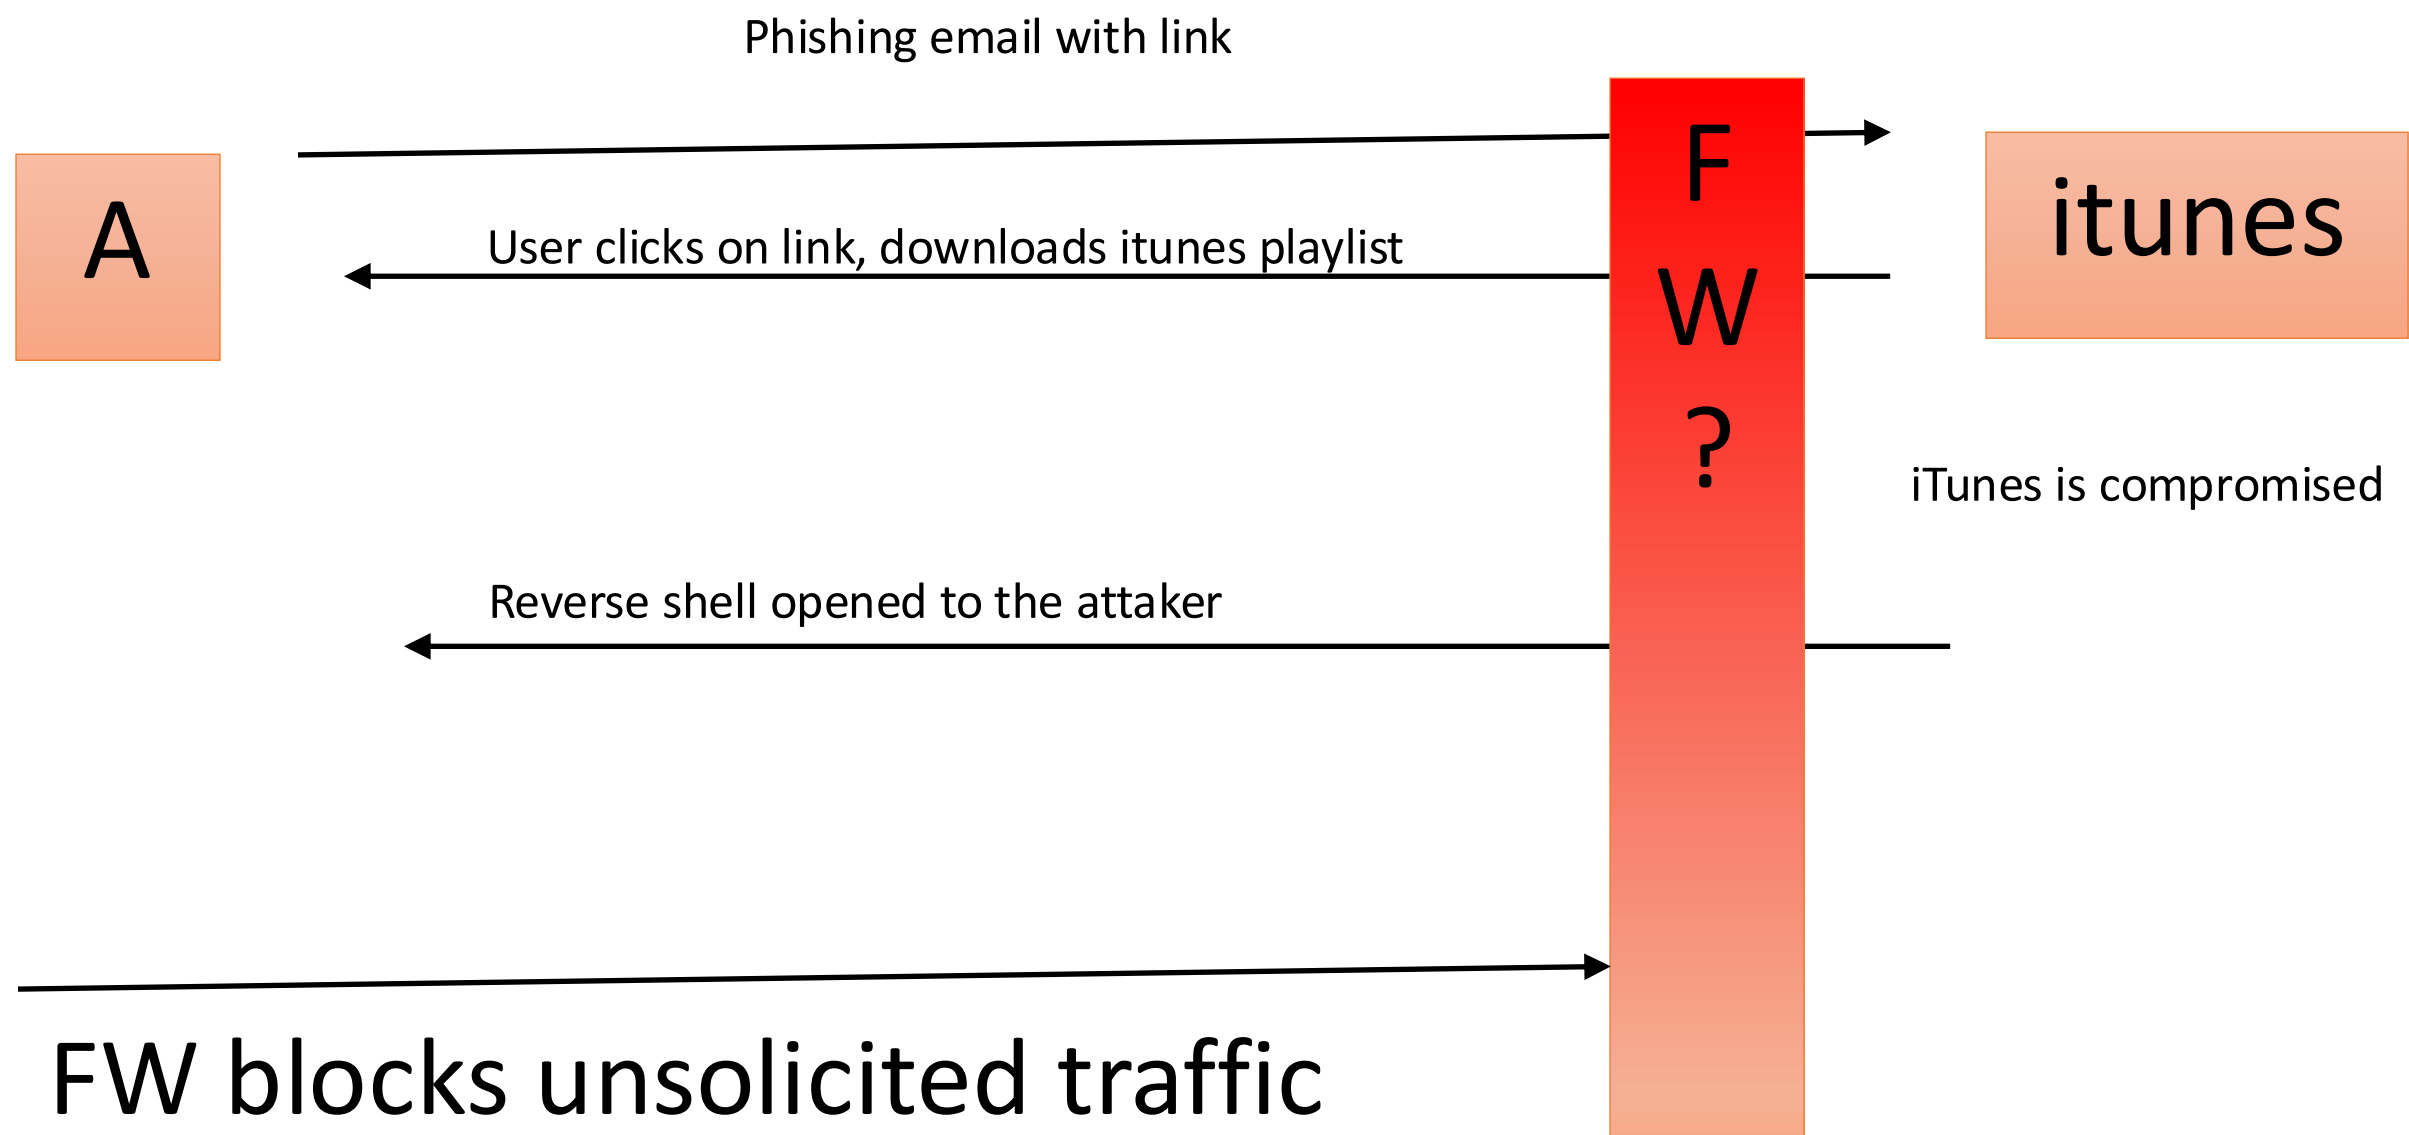 Phishing email with link
F
W
?
A
itunes
User clicks on link, downloads itunes playlist
iTunes is compromised
Reverse shell opened to the attaker
FW blocks unsolicited traffic